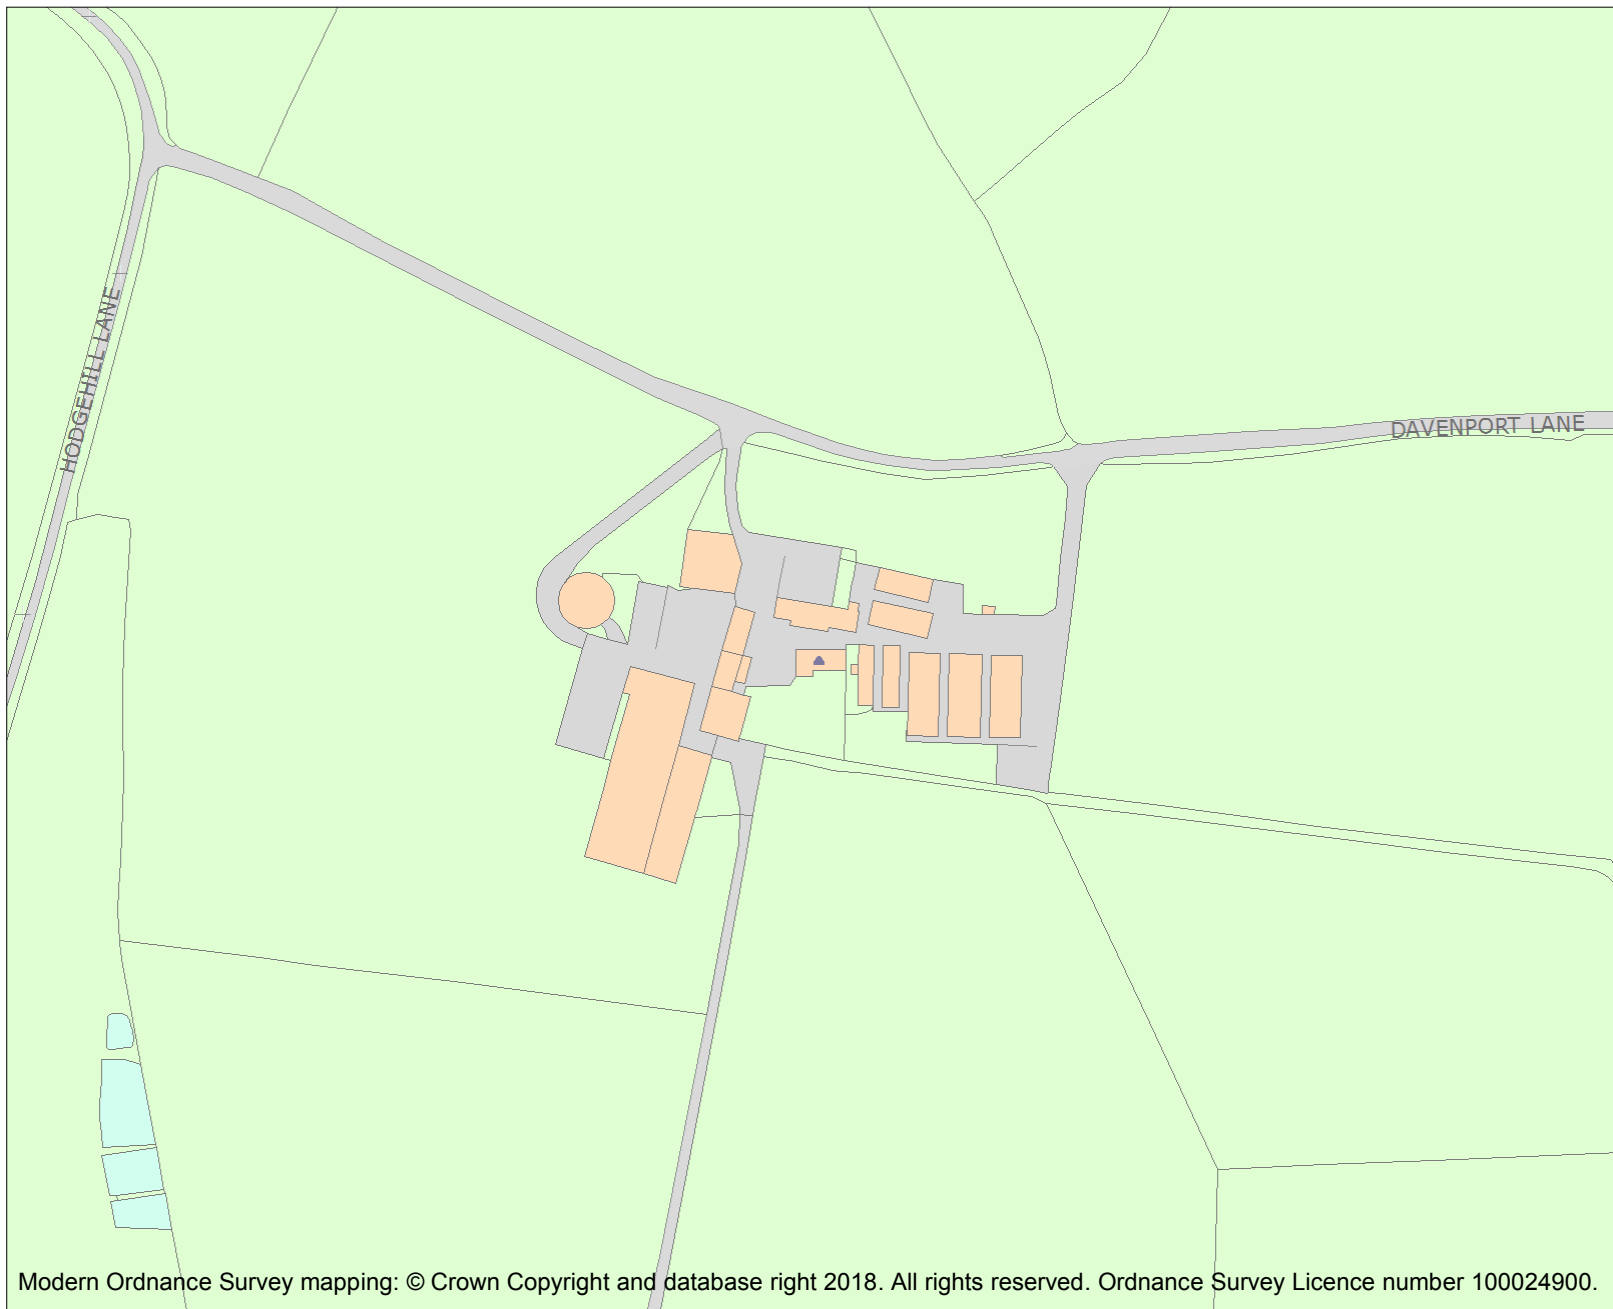 HODGEHILL LANE
DAVENPORT LANE
Modern Ordnance Survey mapping: © Crown Copyright and database right 2018. All rights reserved. Ordnance Survey Licence number 100024900.